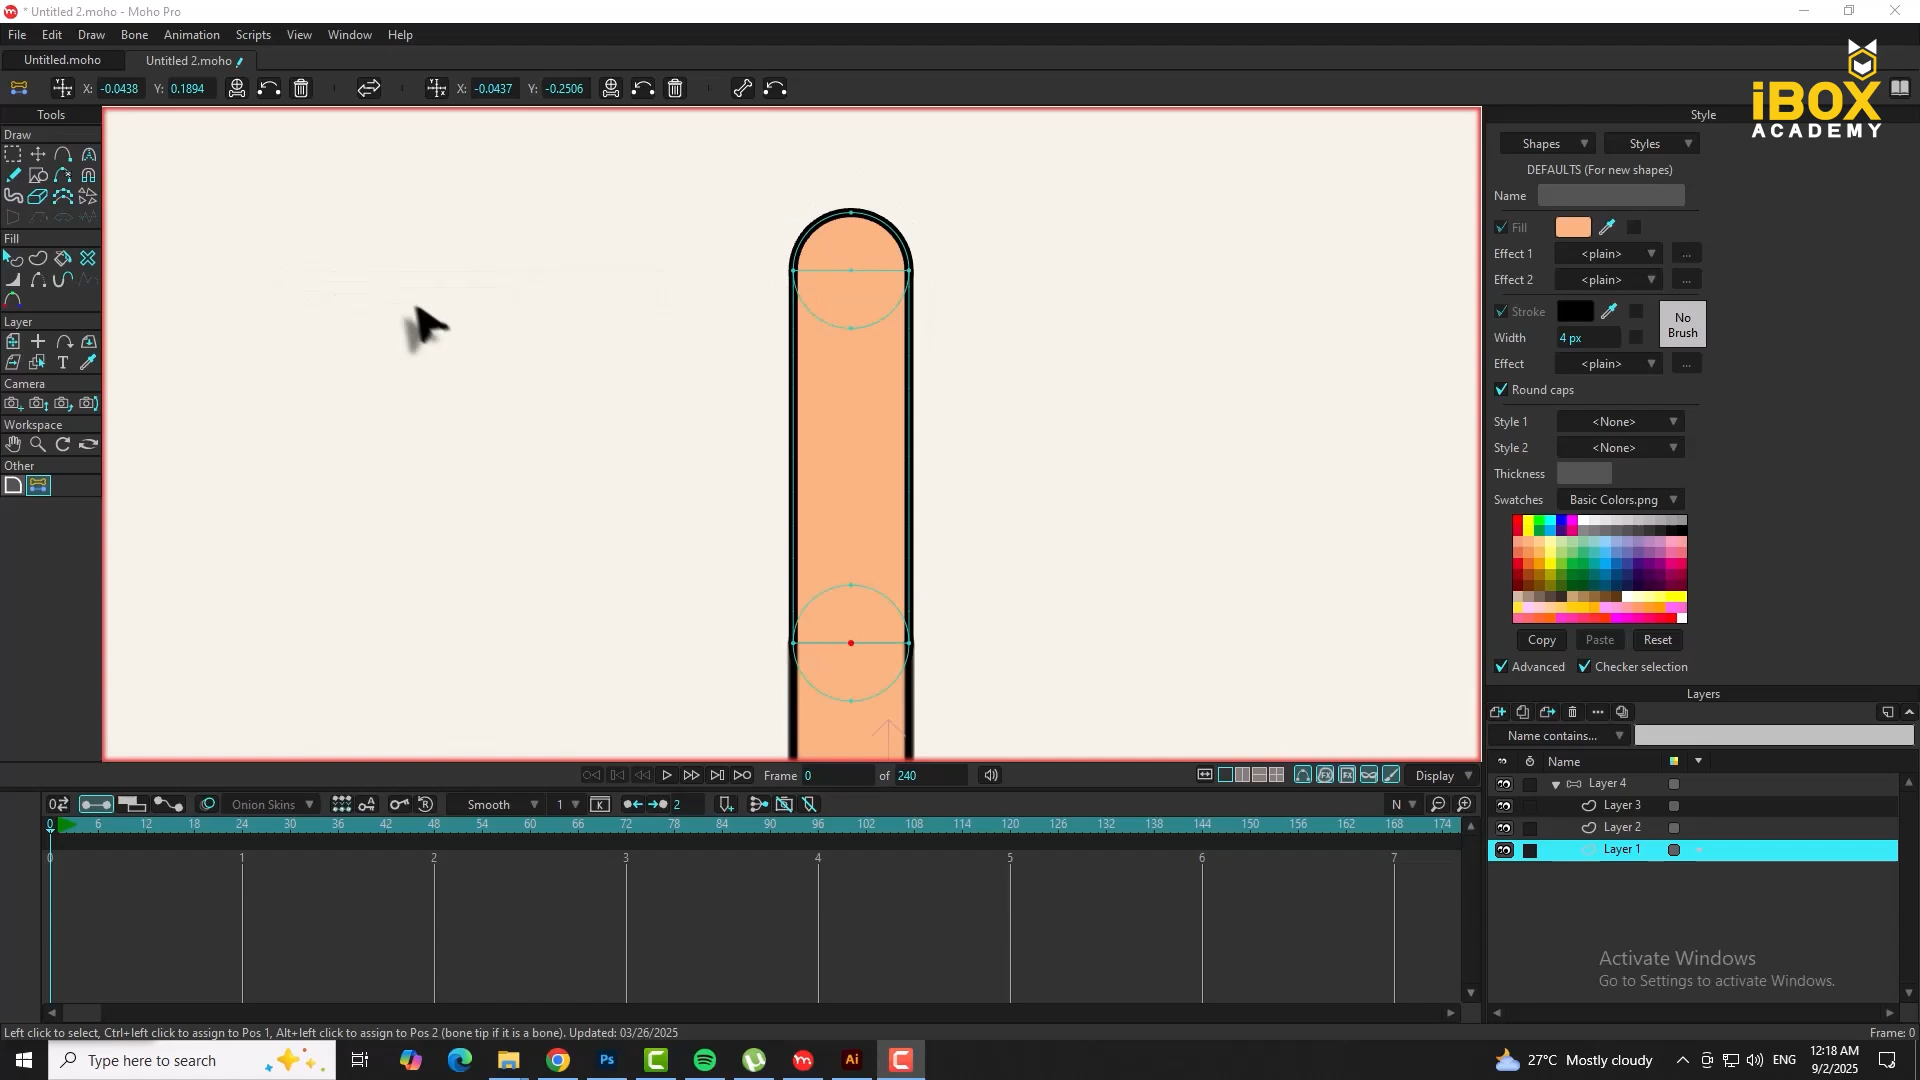 * Untitled 2.moho - Moho Pro
File Edit Draw Bone Animation Scripts View Window Help
Untitled.moho Untitled 2.moho
X: -0.0438 Y: 0.1894 X: -0.0437 Y: -0.2506
iBOX
ACADEMY
Tools
Draw
Fill
Layer
Camera
Workspace
Other
Style
Shapes Styles
DEFAULTS (For new shapes)
Name
Fill
Effect 1 <plain> ...
Effect 2 <plain> ...
Stroke
No
Brush
Width 4 px
Effect <plain> ...
Round caps
Style 1 <None>
Style 2 <None>
Thickness
Swatches Basic Colors.png
Copy Paste Reset
Advanced Checker selection
Layers
Name contains...
Name
Layer 4
Layer 3
Layer 2
Layer 1
Frame 0 of 240 Display
Onion Skins Smooth 1 2 N
0 6 12 18 24 30 36 42 48 54 60 66 72 78 84 90 96 102 108 114 120 126 132 138 144 150 156 162 168 174
0 1 2 3 4 5 6 7
Activate Windows
Go to Settings to activate Windows.
Left click to select, Ctrl+left click to assign to Pos 1, Alt+left click to assign to Pos 2 (bone tip if it is a bone). Updated: 03/26/2025
Frame: 0
Type here to search
27°C Mostly cloudy
ENG
12:18 AM
9/2/2025